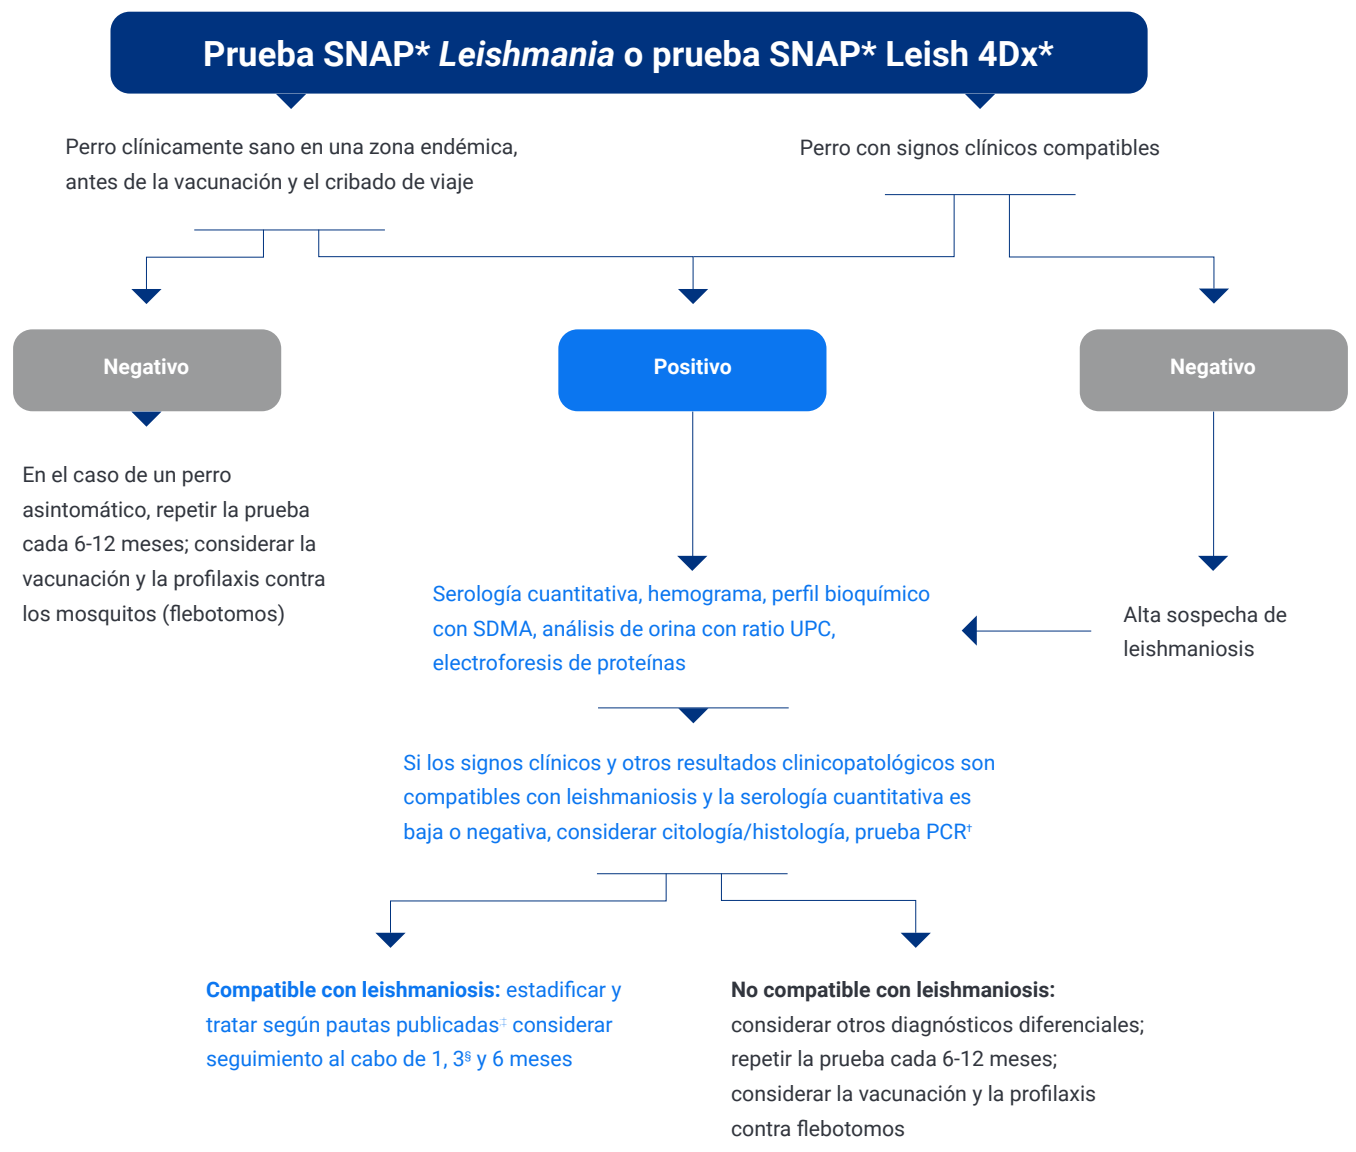 Prueba SNAP* Leishmania o prueba SNAP* Leish 4Dx*
Perro clínicamente sano en una zona endémica,
antes de la vacunación y el cribado de viaje
Perro con signos clínicos compatibles
Negativo
Positivo
Negativo
En el caso de un perro
asintomático, repetir la prueba
cada 6-12 meses; considerar la
vacunación y la profilaxis contra
los mosquitos (flebotomos)
Serología cuantitativa, hemograma, perfil bioquímico
con SDMA, análisis de orina con ratio UPC,
electroforesis de proteínas
Alta sospecha de
leishmaniosis
Si los signos clínicos y otros resultados clinicopatológicos son
compatibles con leishmaniosis y la serología cuantitativa es
baja o negativa, considerar citología/histología, prueba PCR†
Compatible con leishmaniosis: estadificar y
tratar según pautas publicadas‡ considerar
seguimiento al cabo de 1, 3§ y 6 meses
No compatible con leishmaniosis:
considerar otros diagnósticos diferenciales;
repetir la prueba cada 6-12 meses;
considerar la vacunación y la profilaxis
contra flebotomos